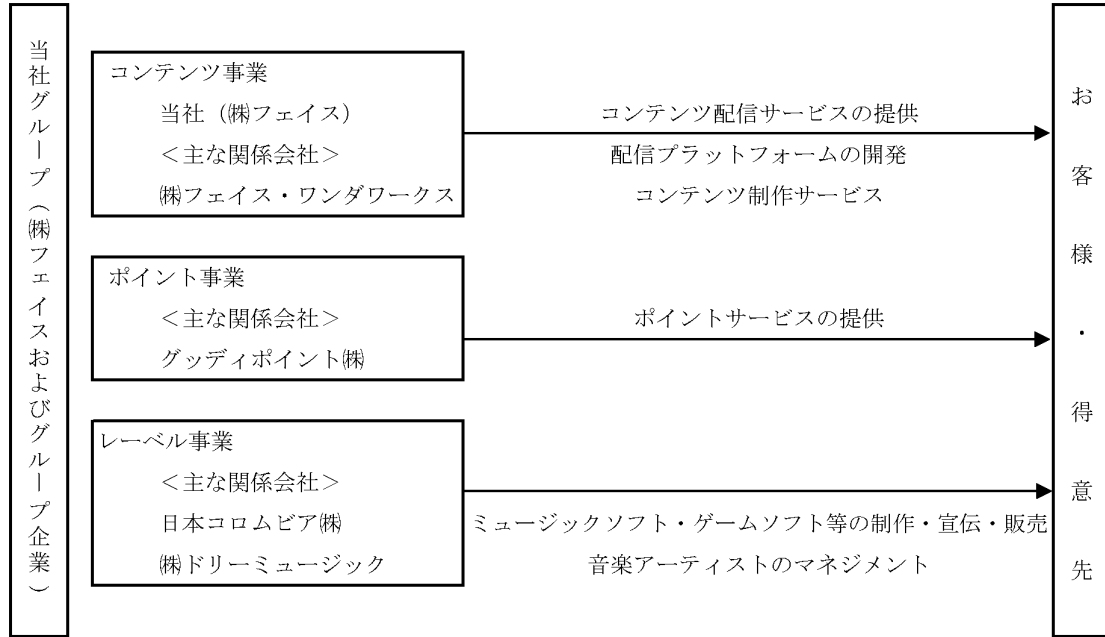 当社グループ（㈱フェイスおよびグループ企業）
コンテンツ事業
当社（㈱フェイス）
＜主な関係会社＞
㈱フェイス・ワンダワークス
コンテンツ配信サービスの提供
配信プラットフォームの開発
コンテンツ制作サービス
ポイント事業
＜主な関係会社＞
グッディポイント㈱
ポイントサービスの提供
レーベル事業
＜主な関係会社＞
日本コロムビア㈱
㈱ドリーミュージック
ミュージックソフト・ゲームソフト等の制作・宣伝・販売
音楽アーティストのマネジメント
お客様・得意先